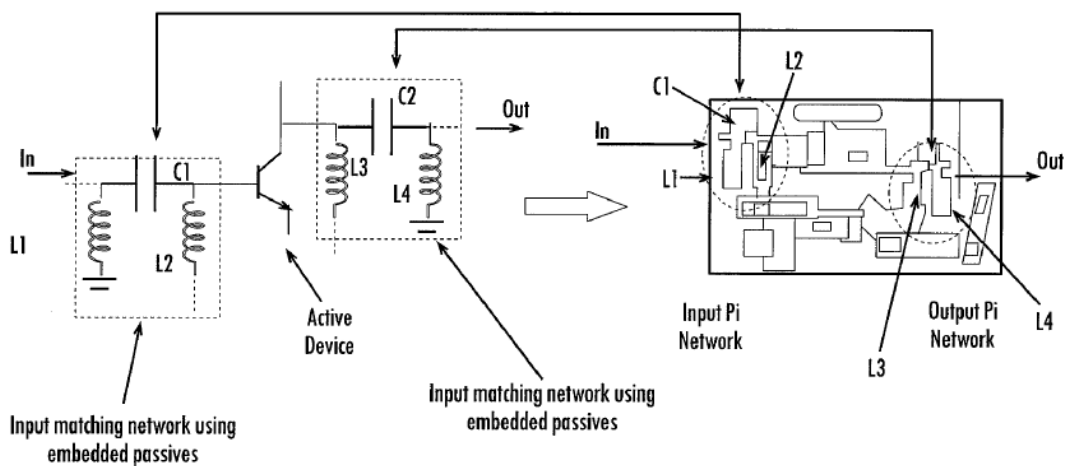 In
L1
C1
L2
Input matching network using
embedded passives
Active
Device
C2
L3
L4
Out
Input matching network using
embedded passives
In
C1
L2
L1
Out
Input Pi
Network
Output Pi
Network
L3
L4